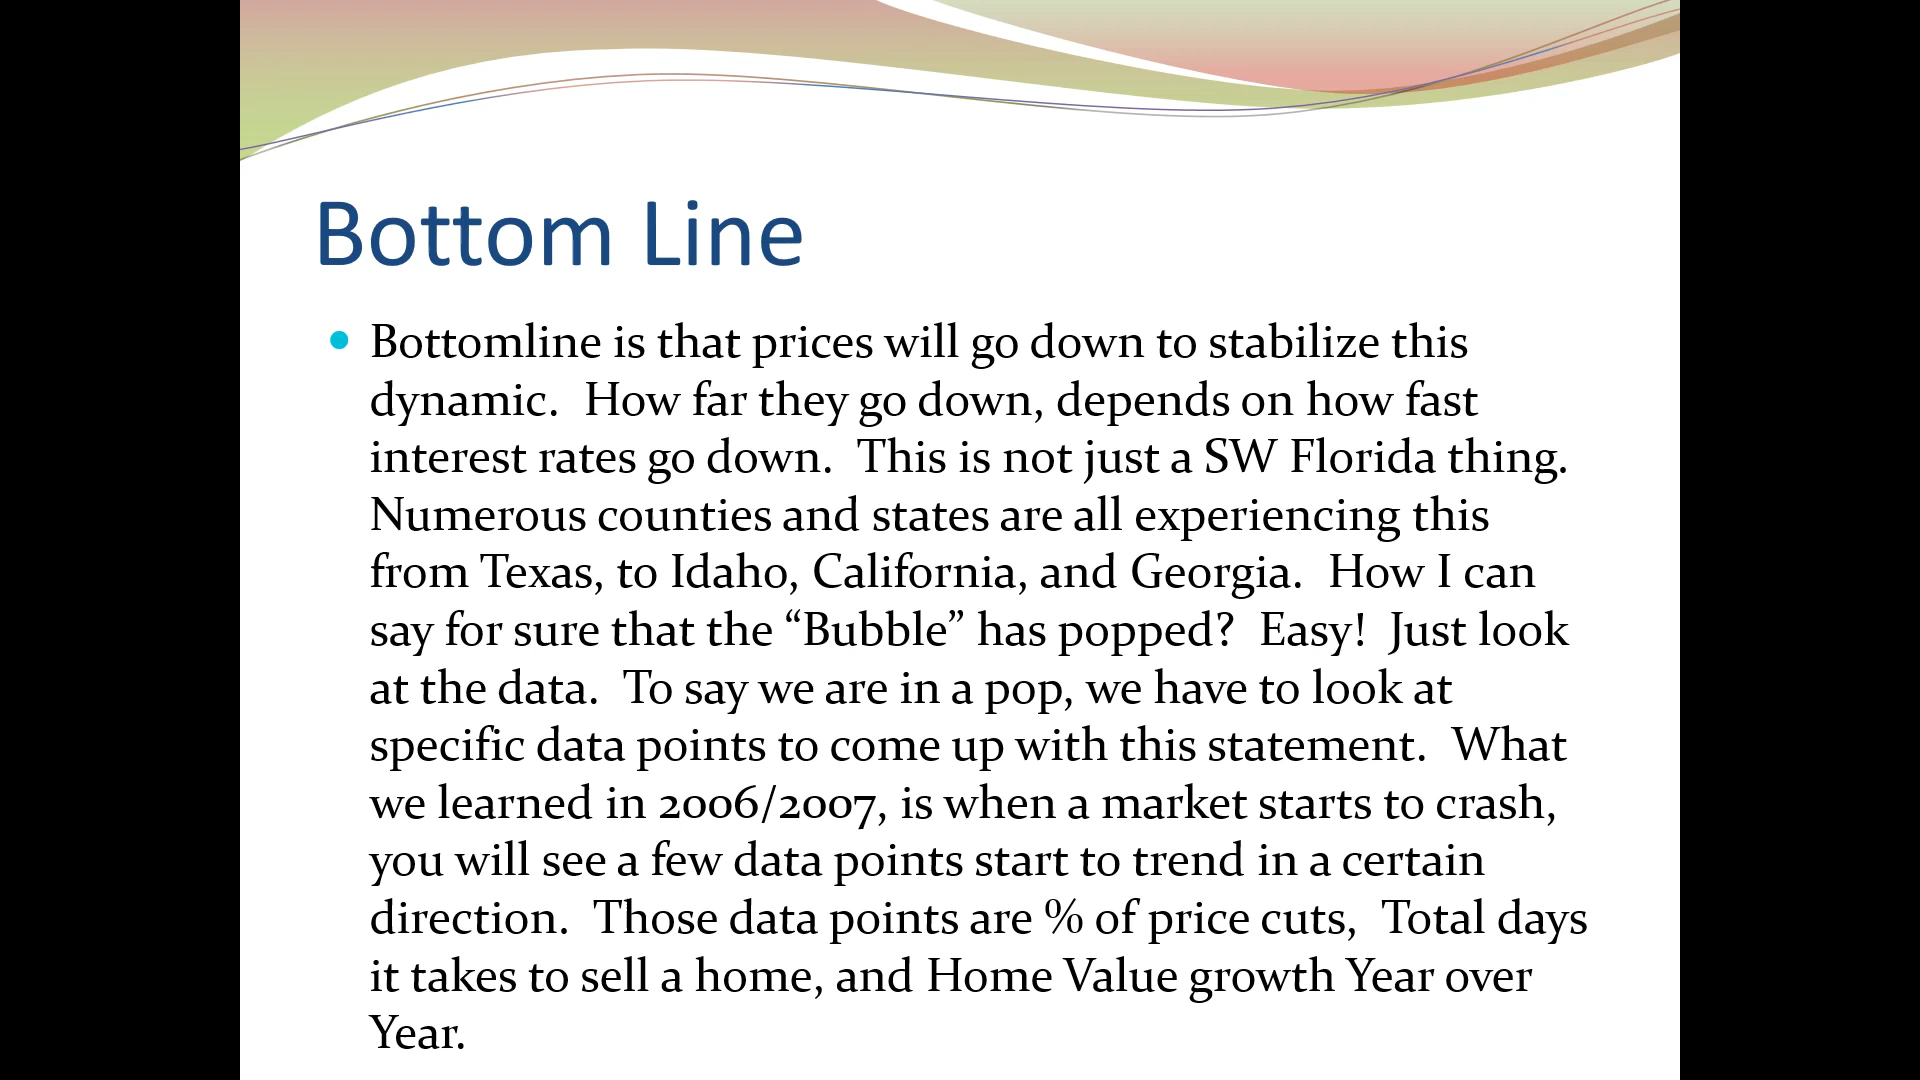 Bottom Line
• Bottomline is that prices will go down to stabilize this
dynamic.  How far they go down, depends on how fast
interest rates go down.  This is not just a SW Florida thing.
Numerous counties and states are all experiencing this
from Texas, to Idaho, California, and Georgia.  How I can
say for sure that the “Bubble” has popped?  Easy!  Just look
at the data.  To say we are in a pop, we have to look at
specific data points to come up with this statement.  What
we learned in 2006/2007, is when a market starts to crash,
you will see a few data points start to trend in a certain
direction.  Those data points are % of price cuts,  Total days
it takes to sell a home, and Home Value growth Year over
Year.